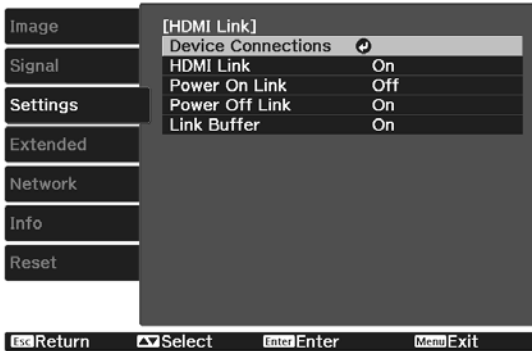 Image
Signal
Settings
Extended
Network
Info
Reset
[HDMI Link]
Device Connections
HDMI Link On
Power On Link Off
Power Off Link On
Link Buffer On
Esc Return Select Enter Enter Menu Exit